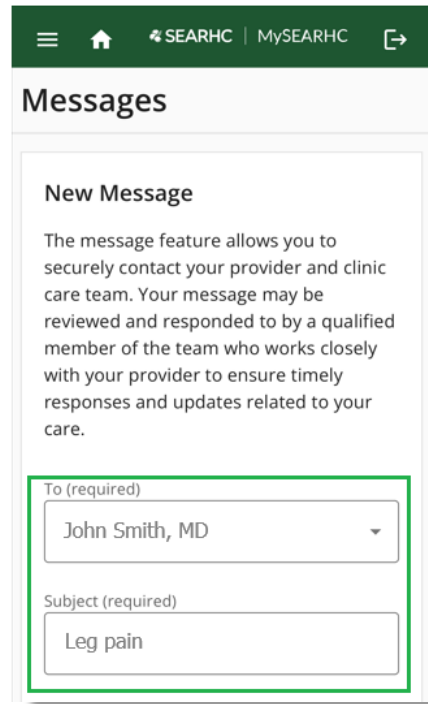 SEARHC | MySEARHC
Messages
New Message
The message feature allows you to
securely contact your provider and clinic
care team. Your message may be
reviewed and responded to by a qualified
member of the team who works closely
with your provider to ensure timely
responses and updates related to your
care.
To (required)
John Smith, MD
Subject (required)
Leg pain